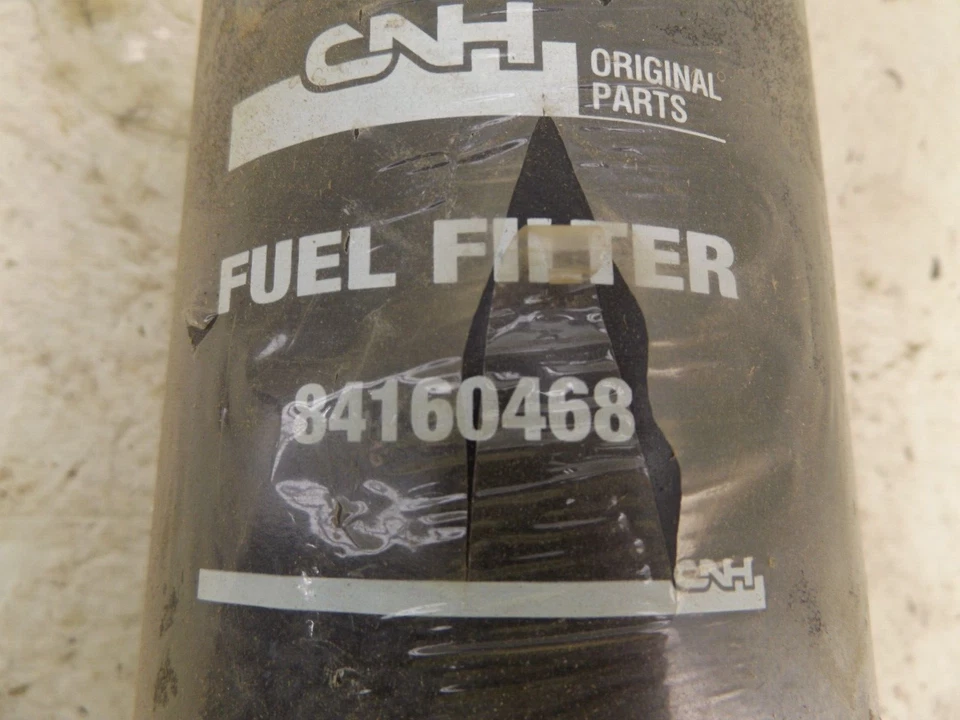 CNH
ORIGINAL
PARTS
FUEL FILTER
84160468
CNH